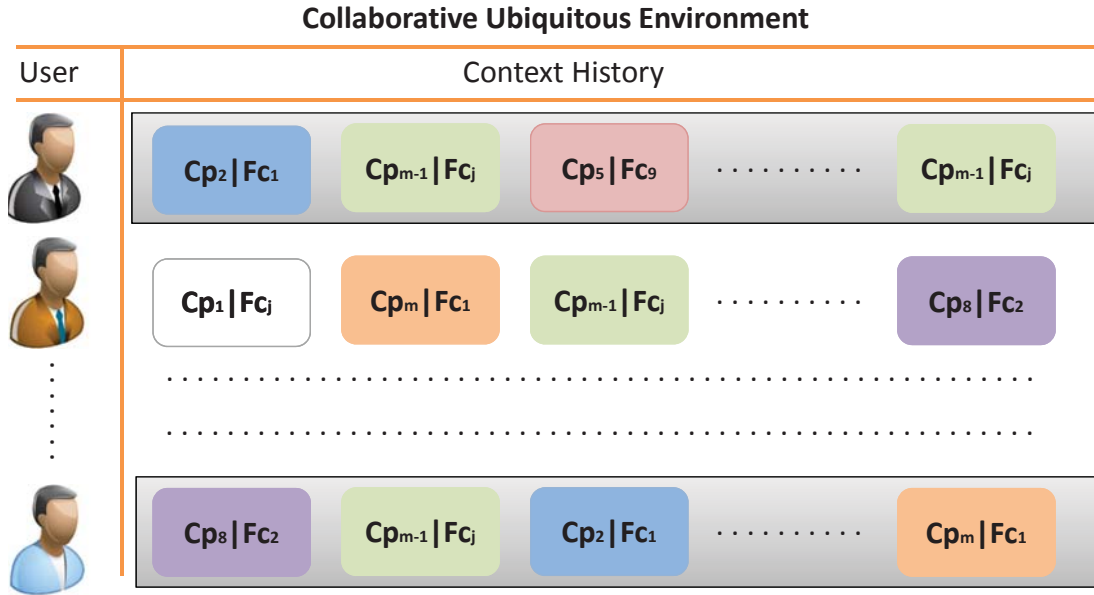 Collaborative Ubiquitous Environment
User Context History
Cp₂|Fc₁ Cpₘ₋₁|Fcⱼ Cp₅|Fc₉ . . . . . . . . . . Cpₘ₋₁|Fcⱼ
Cp₁|Fcⱼ Cpₘ|Fc₁ Cpₘ₋₁|Fcⱼ . . . . . . . . . . Cp₈|Fc₂
Cp₈|Fc₂ Cpₘ₋₁|Fcⱼ Cp₂|Fc₁ . . . . . . . . . . Cpₘ|Fc₁